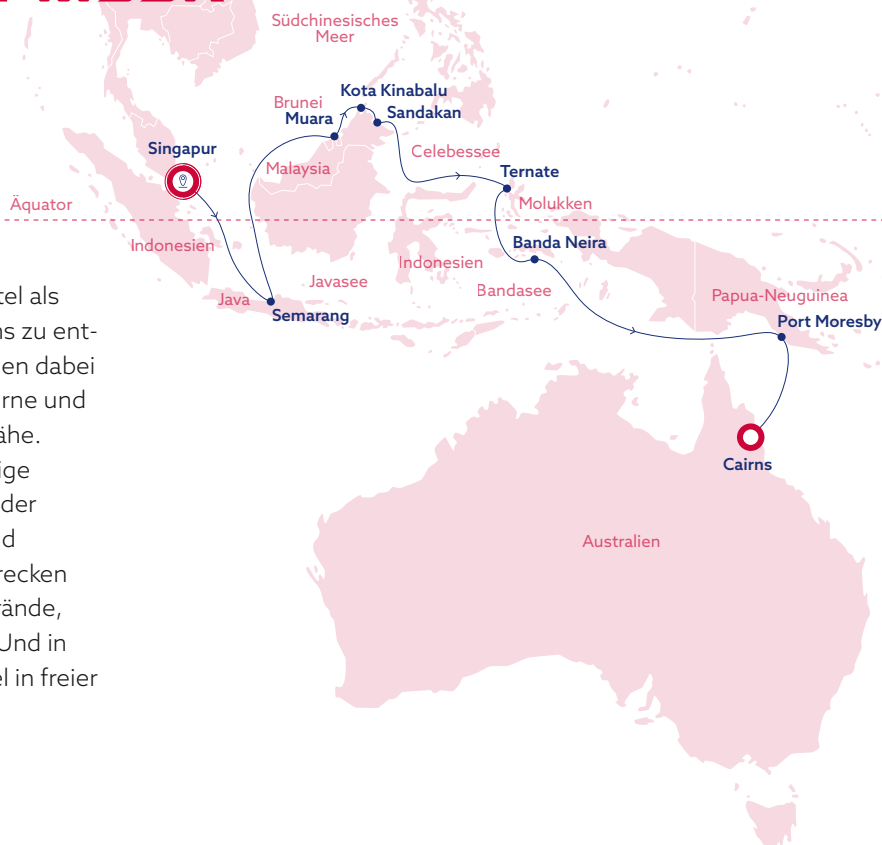 Südchinesisches
Meer
Kota Kinabalu
Brunei
Muara
Sandakan
Singapur
Celebessee
Malaysia
Ternate
Äquator
Molukken
Indonesien
Banda Neira
Indonesien
Javasee
Bandasee
Java
Papua-Neuguinea
Semarang
Port Moresby
Cairns
Australien
tel als
ns zu ent-
en dabei
rne und
ähe.
ige
der
d
recken
rände,
Und in
el in freier